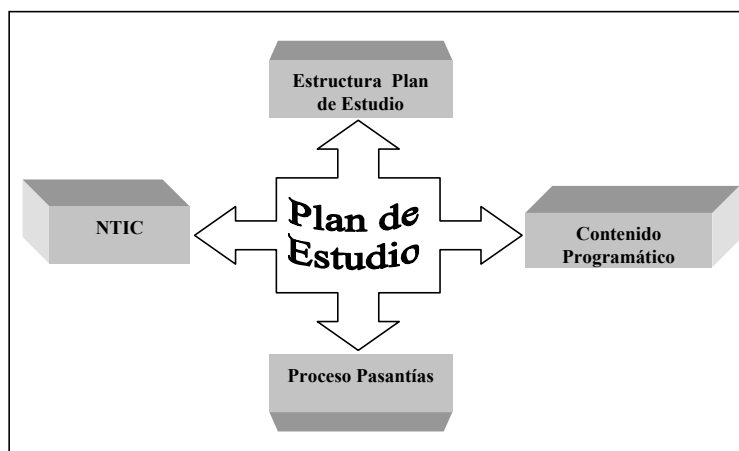 Estructura Plan
de Estudio
NTIC
Plan de
Estudio
Contenido
Programático
Proceso Pasantías